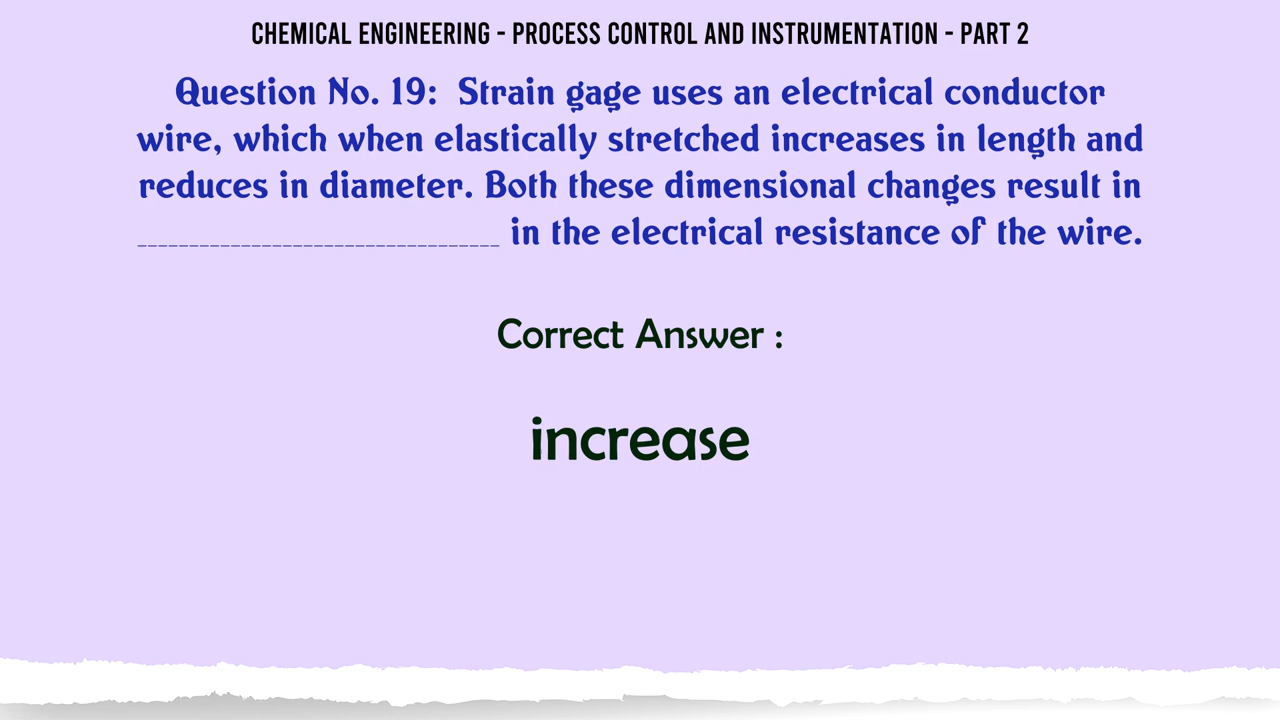 CHEMICAL ENGINEERING - PROCESS CONTROL AND INSTRUMENTATION - PART 2
Question No. 19: Strain gage uses an electrical conductor
wire, which when elastically stretched increases in length and
reduces in diameter. Both these dimensional changes result in
___________________________________ in the electrical resistance of the wire.
Correct Answer :
increase